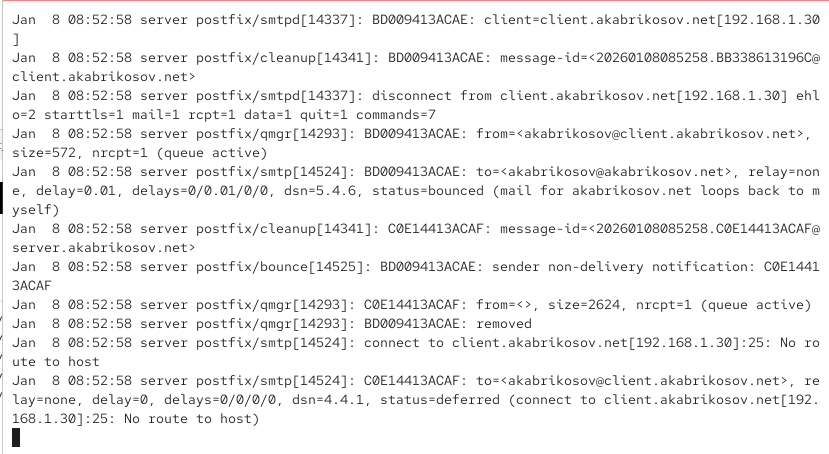 Jan  8 08:52:58 server postfix/smtpd[14337]: BD009413ACAE: client=client.akabrikosov.net[192.168.1.30
]
Jan  8 08:52:58 server postfix/cleanup[14341]: BD009413ACAE: message-id=<20260108085258.BB338613196C@
client.akabrikosov.net>
Jan  8 08:52:58 server postfix/smtpd[14337]: disconnect from client.akabrikosov.net[192.168.1.30] ehl
o=2 starttls=1 mail=1 rcpt=1 data=1 quit=1 commands=7
Jan  8 08:52:58 server postfix/qmgr[14293]: BD009413ACAE: from=<akabrikosov@client.akabrikosov.net>,
size=572, nrcpt=1 (queue active)
Jan  8 08:52:58 server postfix/smtp[14524]: BD009413ACAE: to=<akabrikosov@akabrikosov.net>, relay=non
e, delay=0.01, delays=0/0.01/0/0, dsn=5.4.6, status=bounced (mail for akabrikosov.net loops back to m
yself)
Jan  8 08:52:58 server postfix/cleanup[14341]: C0E14413ACAF: message-id=<20260108085258.C0E14413ACAF@
server.akabrikosov.net>
Jan  8 08:52:58 server postfix/bounce[14525]: BD009413ACAE: sender non-delivery notification: C0E1441
3ACAF
Jan  8 08:52:58 server postfix/qmgr[14293]: C0E14413ACAF: from=<>, size=2624, nrcpt=1 (queue active)
Jan  8 08:52:58 server postfix/qmgr[14293]: BD009413ACAE: removed
Jan  8 08:52:58 server postfix/smtp[14524]: connect to client.akabrikosov.net[192.168.1.30]:25: No ro
ute to host
Jan  8 08:52:58 server postfix/smtp[14524]: C0E14413ACAF: to=<akabrikosov@client.akabrikosov.net>, re
lay=none, delay=0, delays=0/0/0/0, dsn=4.4.1, status=deferred (connect to client.akabrikosov.net[192.
168.1.30]:25: No route to host)